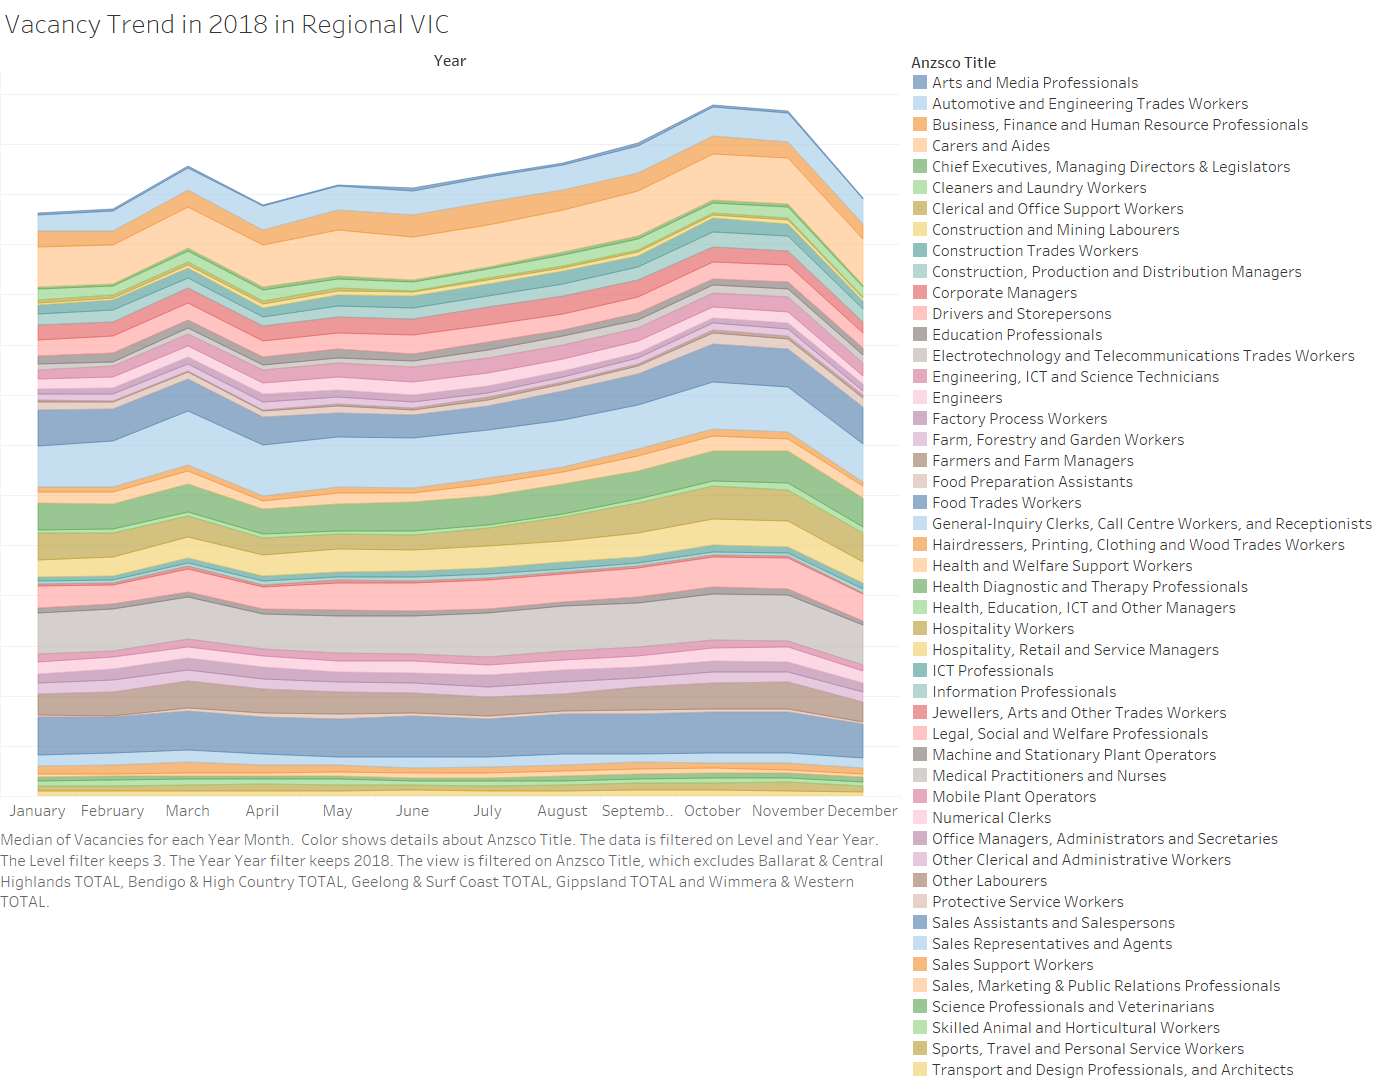 Vacancy Trend in 2018 in Regional VIC
Year
January February March April May June July August Septemb.. October November December
Median of Vacancies for each Year Month. Color shows details about Anzsco Title. The data is filtered on Level and Year Year.
The Level filter keeps 3. The Year Year filter keeps 2018. The view is filtered on Anzsco Title, which excludes Ballarat & Central
Highlands TOTAL, Bendigo & High Country TOTAL, Geelong & Surf Coast TOTAL, Gippsland TOTAL and Wimmera & Western
TOTAL.
Anzsco Title
Arts and Media Professionals
Automotive and Engineering Trades Workers
Business, Finance and Human Resource Professionals
Carers and Aides
Chief Executives, Managing Directors & Legislators
Cleaners and Laundry Workers
Clerical and Office Support Workers
Construction and Mining Labourers
Construction Trades Workers
Construction, Production and Distribution Managers
Corporate Managers
Drivers and Storepersons
Education Professionals
Electrotechnology and Telecommunications Trades Workers
Engineering, ICT and Science Technicians
Engineers
Factory Process Workers
Farm, Forestry and Garden Workers
Farmers and Farm Managers
Food Preparation Assistants
Food Trades Workers
General-Inquiry Clerks, Call Centre Workers, and Receptionists
Hairdressers, Printing, Clothing and Wood Trades Workers
Health and Welfare Support Workers
Health Diagnostic and Therapy Professionals
Health, Education, ICT and Other Managers
Hospitality Workers
Hospitality, Retail and Service Managers
ICT Professionals
Information Professionals
Jewellers, Arts and Other Trades Workers
Legal, Social and Welfare Professionals
Machine and Stationary Plant Operators
Medical Practitioners and Nurses
Mobile Plant Operators
Numerical Clerks
Office Managers, Administrators and Secretaries
Other Clerical and Administrative Workers
Other Labourers
Protective Service Workers
Sales Assistants and Salespersons
Sales Representatives and Agents
Sales Support Workers
Sales, Marketing & Public Relations Professionals
Science Professionals and Veterinarians
Skilled Animal and Horticultural Workers
Sports, Travel and Personal Service Workers
Transport and Design Professionals, and Architects